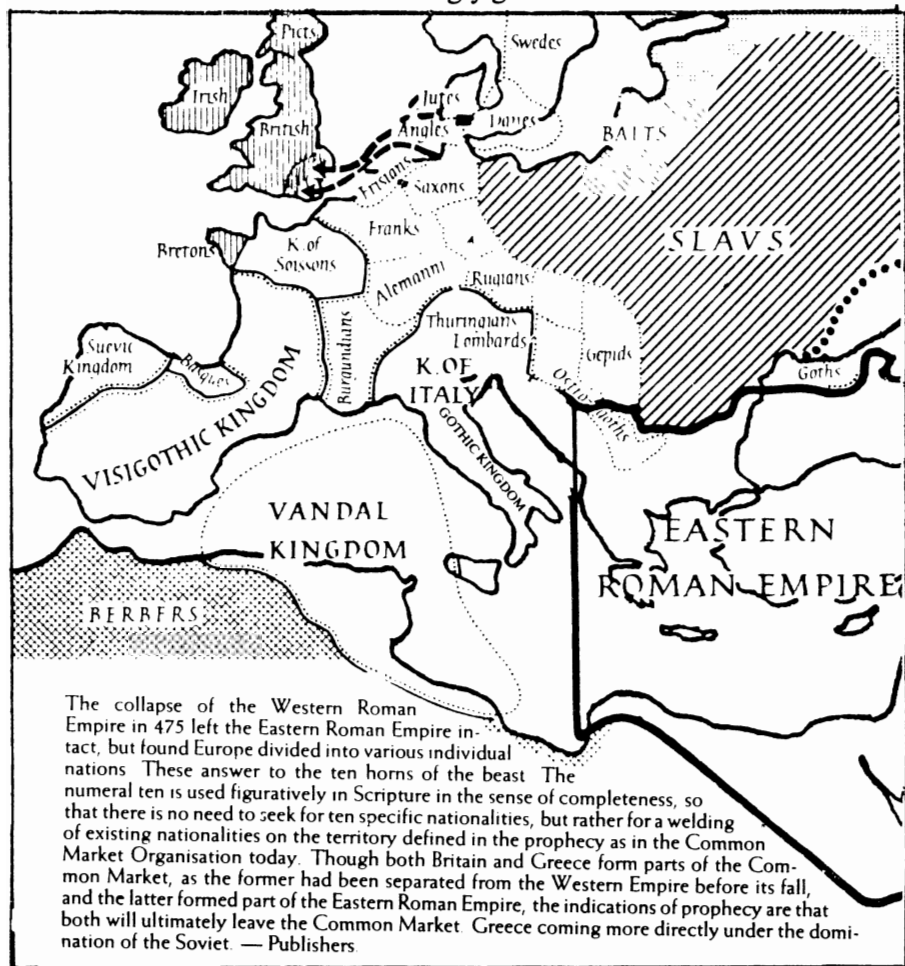 Picts
Swedes
Irish
British
Jutes
Angles
Danes
BALTS
Frisians
Saxons
SLAVS
Franks
Bretons
K. of
Soissons
Alemanni
Rugians
Burgundians
Thuringians
Lombards
Gepids
Goths
Suevic
Kingdom
Basques
K. OF
ITALY
Ostrogoths
GOTHIC KINGDOM
VISIGOTHIC KINGDOM
VANDAL
KINGDOM
EASTERN
ROMAN EMPIRE
BERBERS
The collapse of the Western Roman
Empire in 475 left the Eastern Roman Empire in-
tact, but found Europe divided into various individual
nations These answer to the ten horns of the beast The
numeral ten is used figuratively in Scripture in the sense of completeness, so
that there is no need to seek for ten specific nationalities, but rather for a welding
of existing nationalities on the territory defined in the prophecy as in the Common
Market Organisation today. Though both Britain and Greece form parts of the Com-
mon Market, as the former had been separated from the Western Empire before its fall,
and the latter formed part of the Eastern Roman Empire, the indications of prophecy are that
both will ultimately leave the Common Market. Greece coming more directly under the domi-
nation of the Soviet. — Publishers